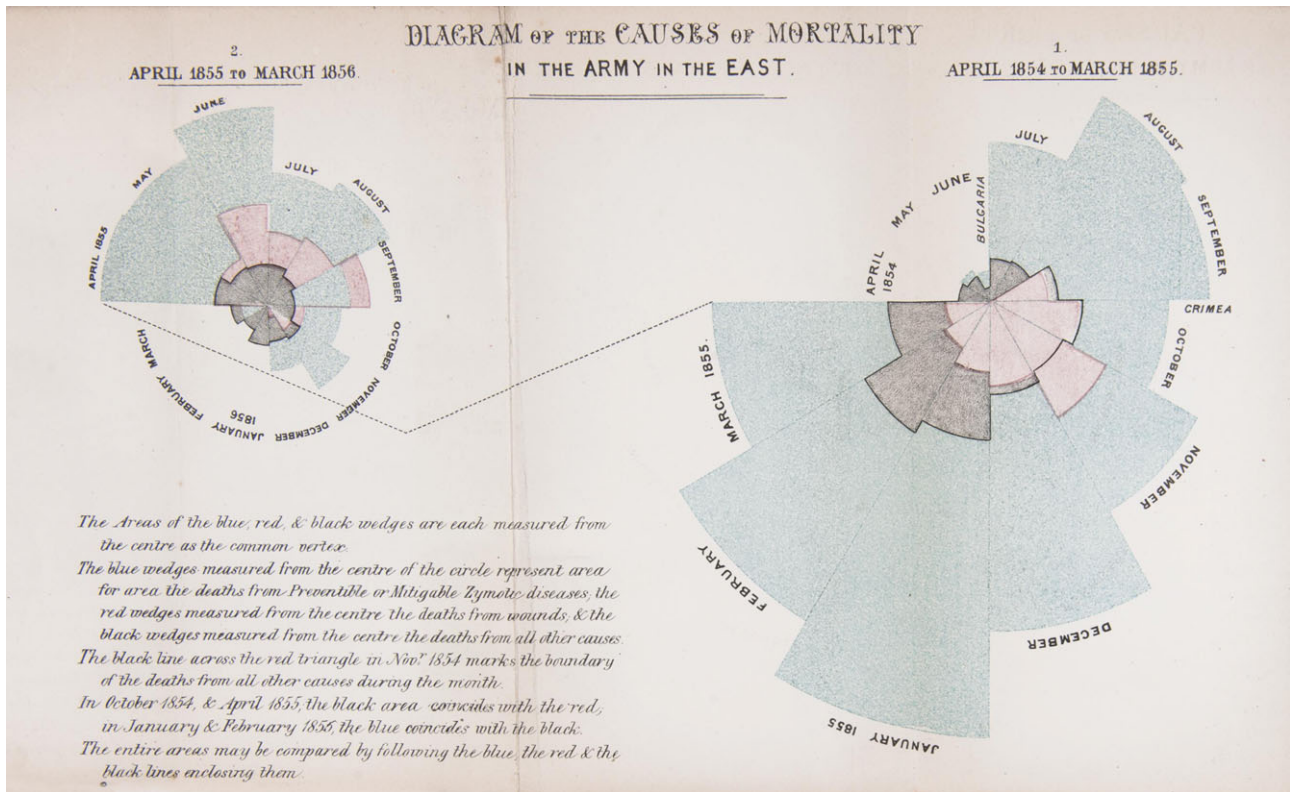 DIAGRAM OF THE CAUSES OF MORTALITY
IN THE ARMY IN THE EAST.
2.
APRIL 1855 TO MARCH 1856.
1.
APRIL 1854 TO MARCH 1855.
APRIL 1855
MAY
JUNE
JULY
AUGUST
SEPTEMBER
OCTOBER
NOVEMBER
DECEMBER
JANUARY
1856
FEBRUARY
MARCH
APRIL
1854
MAY
JUNE
BULGARIA
JULY
AUGUST
SEPTEMBER
CRIMEA
OCTOBER
NOVEMBER
DECEMBER
JANUARY 1855
FEBRUARY
MARCH 1855.
The Areas of the blue, red, & black wedges are each measured from
the centre as the common vertex.
The blue wedges measured from the centre of the circle represent area
for area the deaths from Preventible or Mitigable Zymotic diseases; the
red wedges measured from the centre the deaths from wounds; & the
black wedges measured from the centre the deaths from all other causes.
The black line across the red triangle in Novr. 1854 marks the boundary
of the deaths from all other causes during the month.
In October 1854, & April 1855, the black area coincides with the red;
in January & February 1856, the blue coincides with the black.
The entire areas may be compared by following the blue, the red & the
black lines enclosing them.